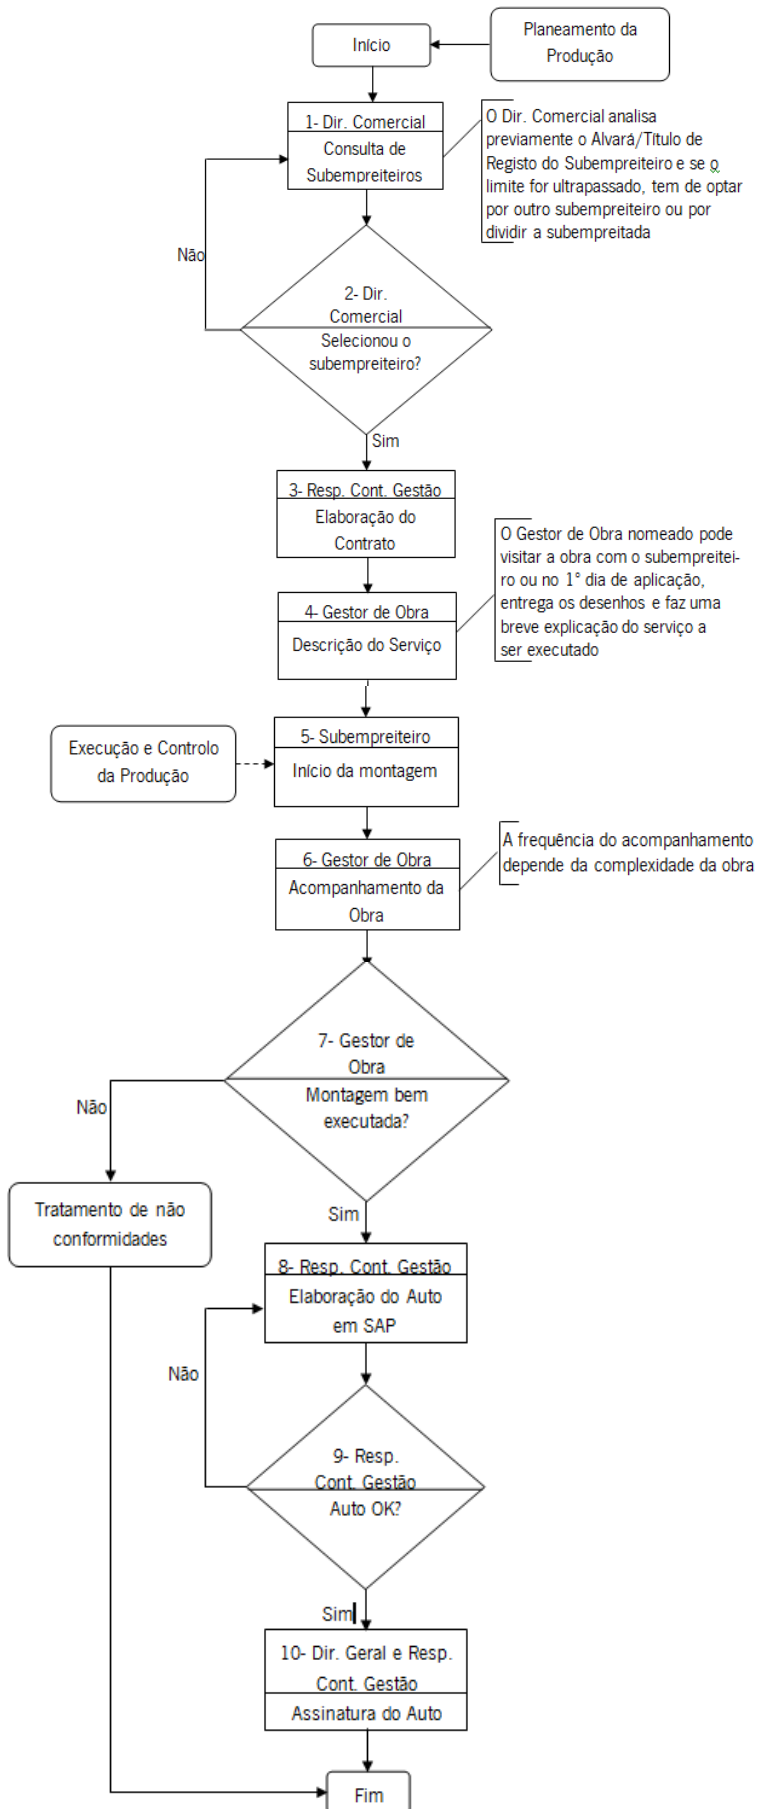 Início
Planeamento da
Produção
1- Dir. Comercial
Consulta de
Subempreiteiros
O Dir. Comercial analisa
previamente o Alvará/Título de
Registo do Subempreiteiro e se o
limite for ultrapassado, tem de optar
por outro subempreiteiro ou por
dividir a subempreitada
Não
2- Dir.
Comercial
Selecionou o
subempreiteiro?
Sim
3- Resp. Cont. Gestão
Elaboração do
Contrato
4- Gestor de Obra
Descrição do Serviço
O Gestor de Obra nomeado pode
visitar a obra com o subempreitei-
ro ou no 1° dia de aplicação,
entrega os desenhos e faz uma
breve explicação do serviço a
ser executado
5- Subempreiteiro
Início da montagem
Execução e Controlo
da Produção
6- Gestor de Obra
Acompanhamento da
Obra
A frequência do acompanhamento
depende da complexidade da obra
7- Gestor de
Obra
Montagem bem
executada?
Não
Tratamento de não
conformidades
Sim
8- Resp. Cont. Gestão
Elaboração do Auto
em SAP
Não
9- Resp.
Cont. Gestão
Auto OK?
Sim
10- Dir. Geral e Resp.
Cont. Gestão
Assinatura do Auto
Fim